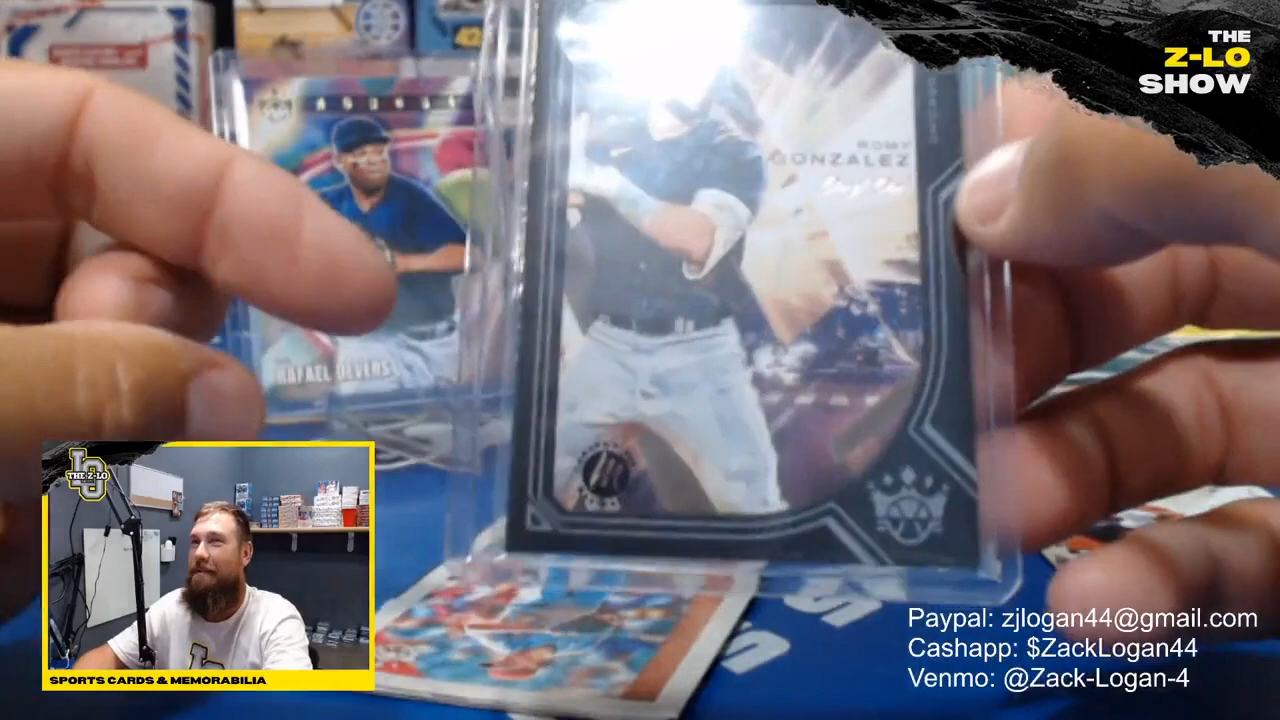 THE
Z-LO
SHOW
ROMY
GONZALEZ
RAFAEL DEVERS
THE Z-LO
SPORTS CARDS & MEMORABILIA
Paypal: zjlogan44@gmail.com
Cashapp: $ZackLogan44
Venmo: @Zack-Logan-4